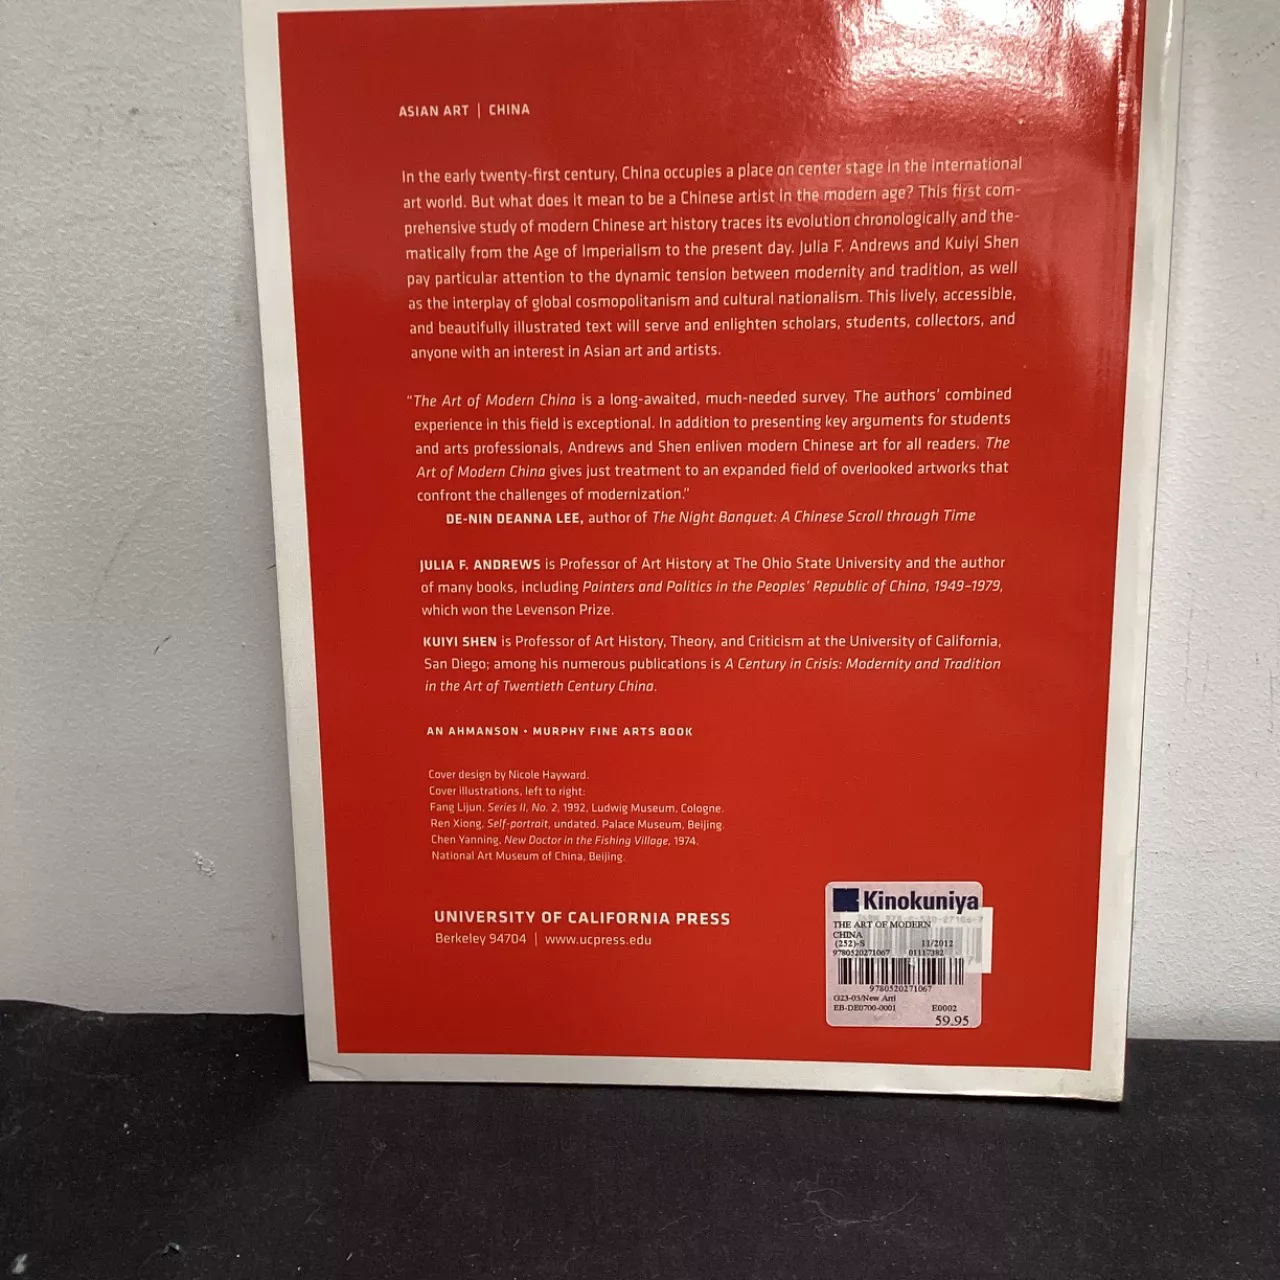 ASIAN ART | CHINA
In the early twenty-first century, China occupies a place on center stage in the international
art world. But what does it mean to be a Chinese artist in the modern age? This first com-
prehensive study of modern Chinese art history traces its evolution chronologically and the-
matically from the Age of Imperialism to the present day. Julia F. Andrews and Kuiyi Shen
pay particular attention to the dynamic tension between modernity and tradition, as well
as the interplay of global cosmopolitanism and cultural nationalism. This lively, accessible,
and beautifully illustrated text will serve and enlighten scholars, students, collectors, and
anyone with an interest in Asian art and artists.
"The Art of Modern China is a long-awaited, much-needed survey. The authors' combined
experience in this field is exceptional. In addition to presenting key arguments for students
and arts professionals, Andrews and Shen enliven modern Chinese art for all readers. The
Art of Modern China gives just treatment to an expanded field of overlooked artworks that
confront the challenges of modernization."
DE-NIN DEANNA LEE, author of The Night Banquet: A Chinese Scroll through Time
JULIA F. ANDREWS is Professor of Art History at The Ohio State University and the author
of many books, including Painters and Politics in the Peoples' Republic of China, 1949–1979,
which won the Levenson Prize.
KUIYI SHEN is Professor of Art History, Theory, and Criticism at the University of California,
San Diego; among his numerous publications is A Century in Crisis: Modernity and Tradition
in the Art of Twentieth Century China.
AN AHMANSON • MURPHY FINE ARTS BOOK
Cover design by Nicole Hayward.
Cover illustrations, left to right:
Fang Lijun, Series II, No. 2, 1992, Ludwig Museum, Cologne.
Ren Xiong, Self-portrait, undated. Palace Museum, Beijing.
Chen Yanning, New Doctor in the Fishing Village, 1974.
National Art Museum of China, Beijing.
UNIVERSITY OF CALIFORNIA PRESS
Berkeley 94704 | www.ucpress.edu
Kinokuniya
ISBN 978-0-520-27106-7
THE ART OF MODERN
CHINA
(252)-S 11/2012
9780520271067 01117382
9780520271067
G23-03/New Arri
EB-DE0700-0001 E0002
59.95